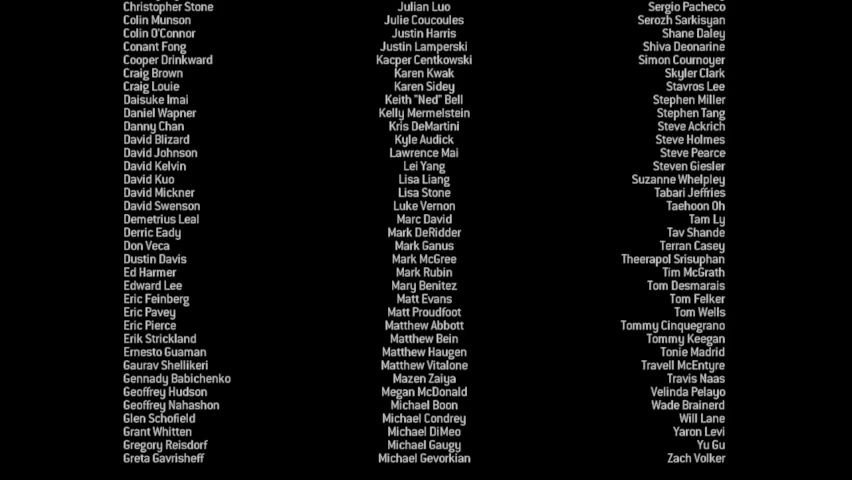 Christopher Stone
Colin Munson
Colin O'Connor
Conant Fong
Cooper Drinkward
Craig Brown
Craig Louie
Daisuke Imai
Daniel Wapner
Danny Chan
David Blizard
David Johnson
David Kelvin
David Kuo
David Mickner
David Swenson
Demetrius Leal
Derric Eady
Don Veca
Dustin Davis
Ed Harmer
Edward Lee
Eric Feinberg
Eric Pavey
Eric Pierce
Erik Strickland
Ernesto Guaman
Gaurav Shellikeri
Gennady Babichenko
Geoffrey Hudson
Geoffrey Nahashon
Glen Schofield
Grant Whitten
Gregory Reisdorf
Greta Gavrisheff
Julian Luo
Julie Coucoules
Justin Harris
Justin Lamperski
Kacper Centkowski
Karen Kwak
Karen Sidey
Keith "Ned" Bell
Kelly Mermelstein
Kris DeMartini
Kyle Audick
Lawrence Mai
Lei Yang
Lisa Liang
Lisa Stone
Luke Vernon
Marc David
Mark DeRidder
Mark Ganus
Mark McGree
Mark Rubin
Mary Benitez
Matt Evans
Matt Proudfoot
Matthew Abbott
Matthew Bein
Matthew Haugen
Matthew Vitalone
Mazen Zaiya
Megan McDonald
Michael Boon
Michael Condrey
Michael DiMeo
Michael Gaugy
Michael Gevorkian
Sergio Pacheco
Serozh Sarkisyan
Shane Daley
Shiva Deonarine
Simon Cournoyer
Skyler Clark
Stavros Lee
Stephen Miller
Stephen Tang
Steve Ackrich
Steve Holmes
Steve Pearce
Steven Giesler
Suzanne Whelpley
Tabari Jeffries
Taehoon Oh
Tam Ly
Tav Shande
Terran Casey
Theerapol Srisuphan
Tim McGrath
Tom Desmarais
Tom Felker
Tom Wells
Tommy Cinquegrano
Tommy Keegan
Tonie Madrid
Travell McEntyre
Travis Naas
Velinda Pelayo
Wade Brainerd
Will Lane
Yaron Levi
Yu Gu
Zach Volker